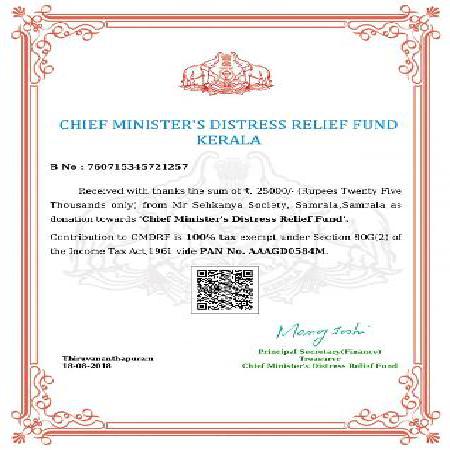 CHIEF MINISTER'S DISTRESS RELIEF FUND
KERALA
B No : 760715345721257
Received with thanks the sum of ₹. 25000/- (Rupees Twenty Five
Thousands only) from Mr Sehkanya Society, Samrala,Samrala as
donation towards "Chief Minister's Distress Relief Fund".
Contribution to CMDRF is 100% tax exempt under Section 80G(2) of
the Income Tax Act,1961 vide PAN No. AAAGD0584M.
Principal Secretary(Finance)
Thiruvananthapuram
Treasurer
18-08-2018
Chief Minister's Distress Relief Fund